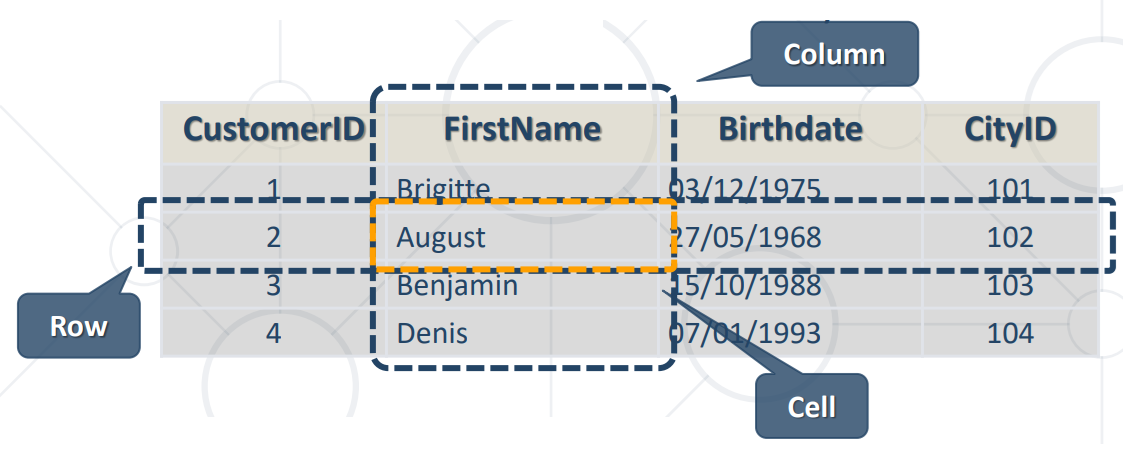 Column
CustomerID FirstName Birthdate CityID
1 Brigitte 03/12/1975 101
2 August 27/05/1968 102
3 Benjamin 15/10/1988 103
Row
4 Denis 07/01/1993 104
Cell